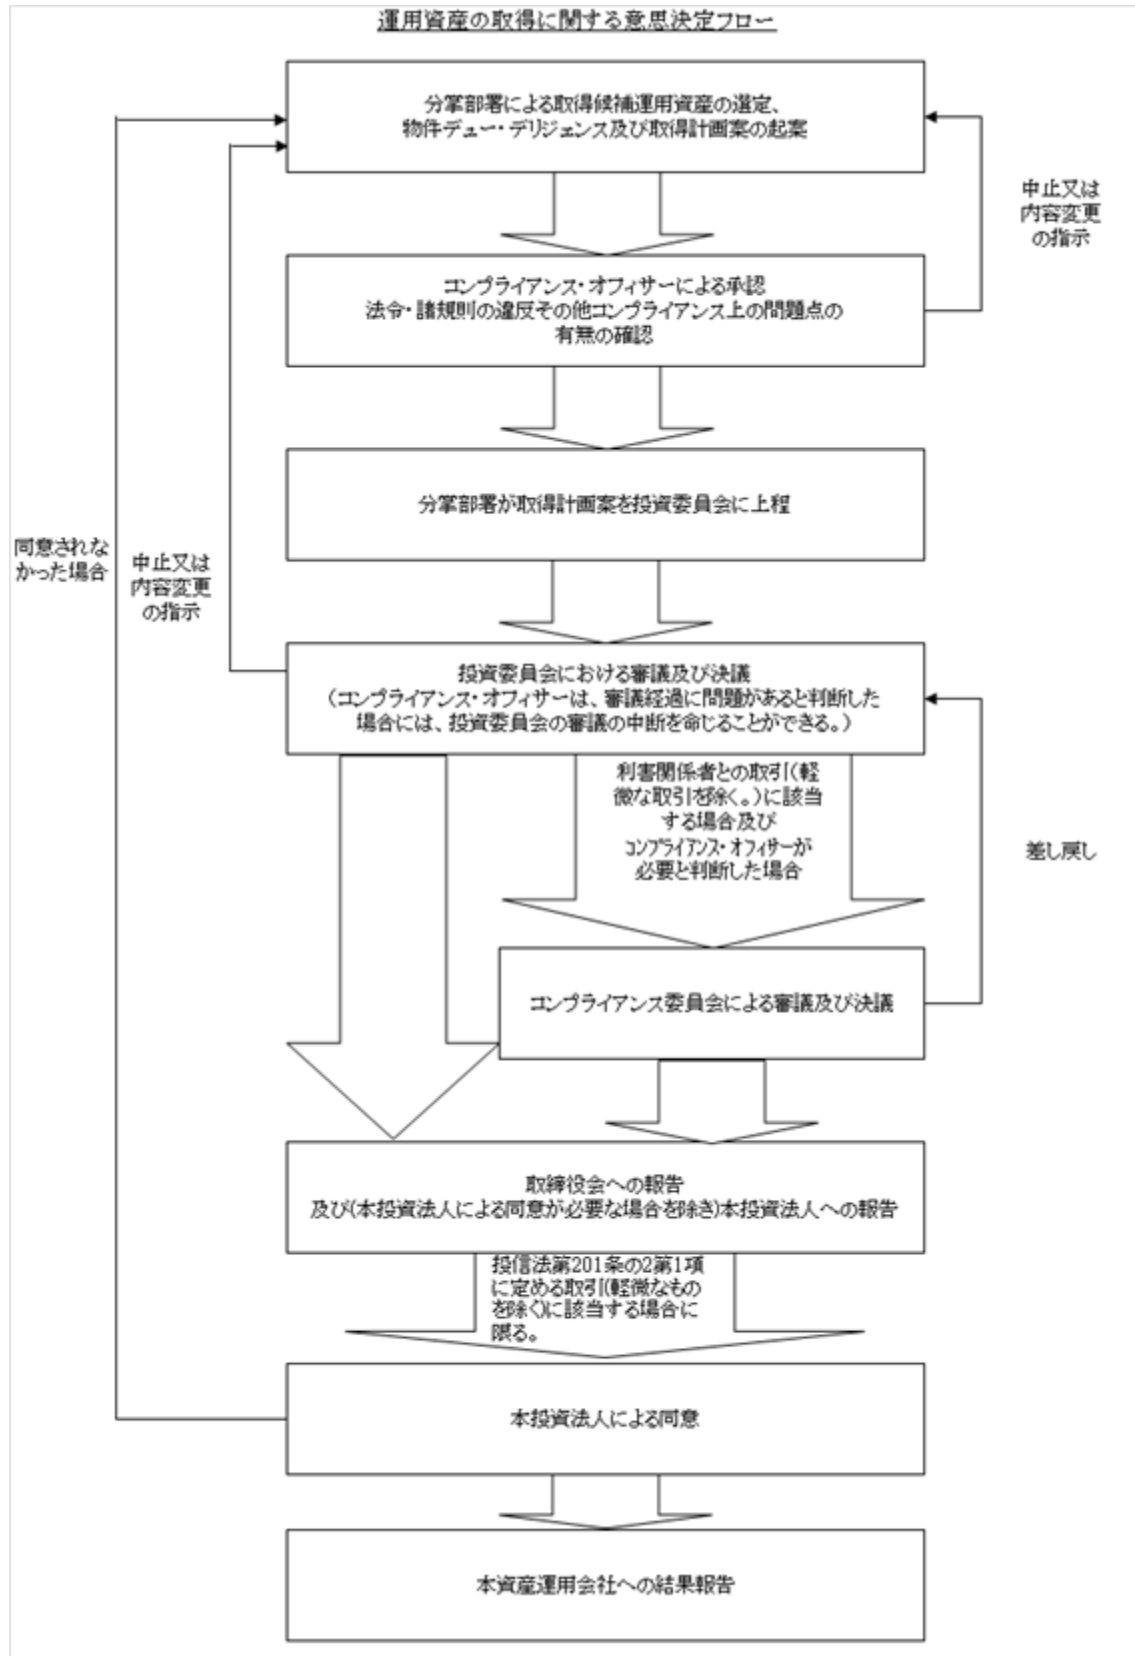 運用資産の取得に関する意思決定フロー
分掌部署による取得候補運用資産の選定、
物件デュー・デリジェンス及び取得計画案の起案
中止又は
内容変更
の指示
コンプライアンス・オフィサーによる承認
法令・諸規則の違反その他コンプライアンス上の問題点の
有無の確認
分掌部署が取得計画案を投資委員会に上程
同意されな
かった場合
中止又は
内容変更
の指示
投資委員会における審議及び決議
（コンプライアンス・オフィサーは、審議経過に問題があると判断した
場合には、投資委員会の審議の中断を命じることができる。）
利害関係者との取引（軽
微な取引を除く。）に該当
する場合及び
コンプライアンス・オフィサーが
必要と判断した場合
差し戻し
コンプライアンス委員会による審議及び決議
取締役会への報告
及び(本投資法人による同意が必要な場合を除き)本投資法人への報告
投信法第201条の2第1項
に定める取引(軽微なもの
を除く)に該当する場合に
限る。
本投資法人による同意
本資産運用会社への結果報告